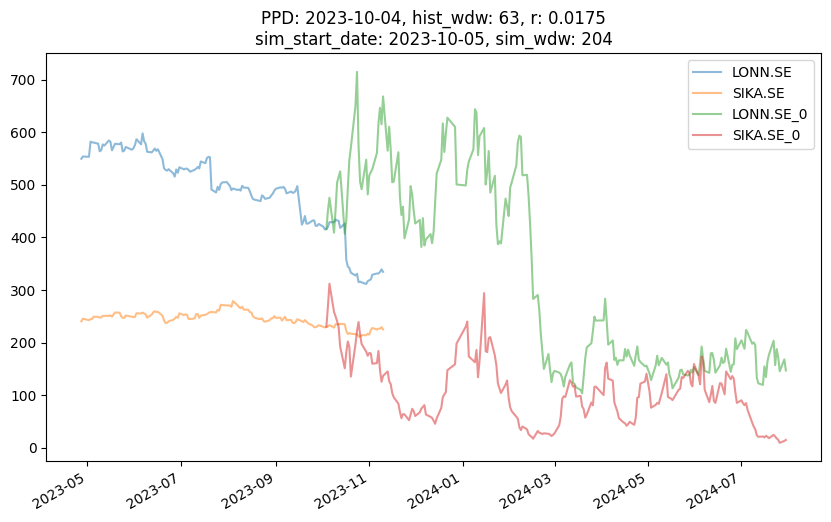 PPD: 2023-10-04, hist_wdw: 63, r: 0.0175
sim_start_date: 2023-10-05, sim_wdw: 204
LONN.SE
SIKA.SE
LONN.SE_0
SIKA.SE_0
700
600
500
400
300
200
100
0
2023-05
2023-07
2023-09
2023-11
2024-01
2024-03
2024-05
2024-07